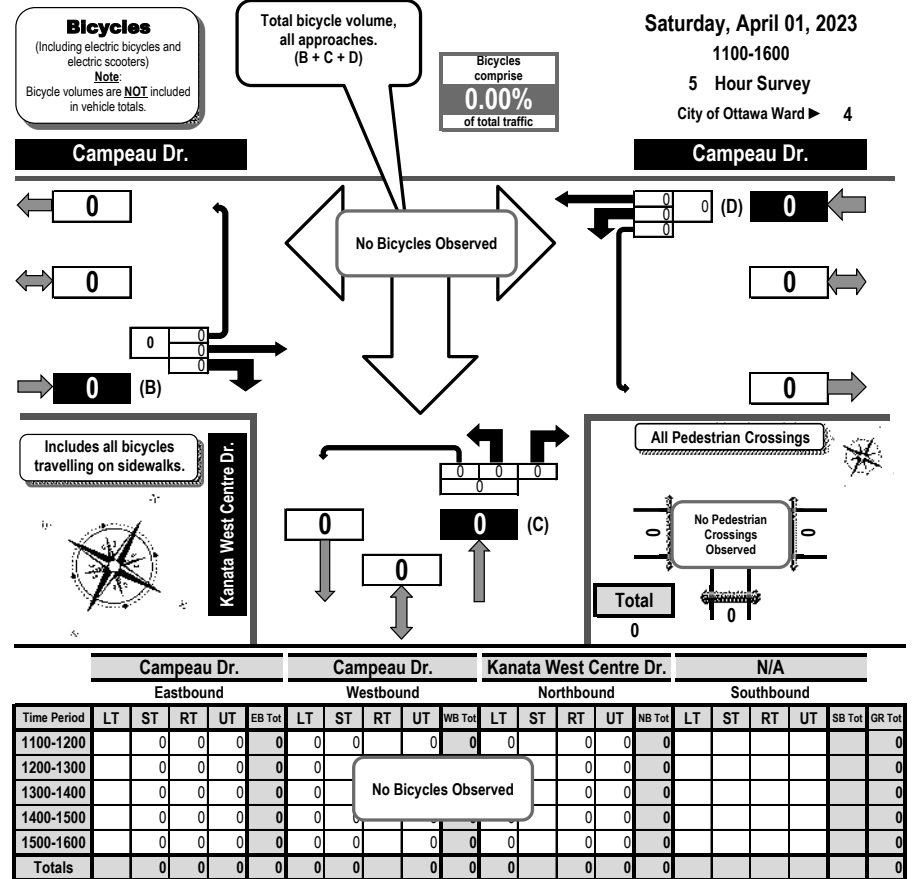 Bicycles
(Including electric bicycles and
electric scooters)
Note:
Bicycle volumes are NOT included
in vehicle totals.
Total bicycle volume,
all approaches.
(B + C + D)
Bicycles
comprise
0.00%
of total traffic
Saturday, April 01, 2023
1100-1600
5 Hour Survey
City of Ottawa Ward ► 4
Campeau Dr.
Campeau Dr.
0
0
0
0
0
0
0 (B)
No Bicycles Observed
0
0
0
0 (D)
0
0
0
Includes all bicycles
travelling on sidewalks.
Kanata West Centre Dr.
0 0 0
0
0
0 (C)
0
All Pedestrian Crossings
0
No Pedestrian
Crossings
Observed
0
0
Total
0
Campeau Dr. Campeau Dr. Kanata West Centre Dr. N/A
Eastbound Westbound Northbound Southbound
Time Period LT ST RT UT EB Tot LT ST RT UT WB Tot LT ST RT UT NB Tot LT ST RT UT SB Tot GR Tot
1100-1200 0 0 0 0 0 0 0 0 0 0 0 0 0
1200-1300 0 0 0 0 0 0 0 0 0 0
1300-1400 0 0 0 0 0 0 0 0 0
1400-1500 0 0 0 0 0 0 0 0 0
1500-1600 0 0 0 0 0 0 0 0 0 0 0 0 0
Totals 0 0 0 0 0 0 0 0 0 0 0 0 0
No Bicycles Observed